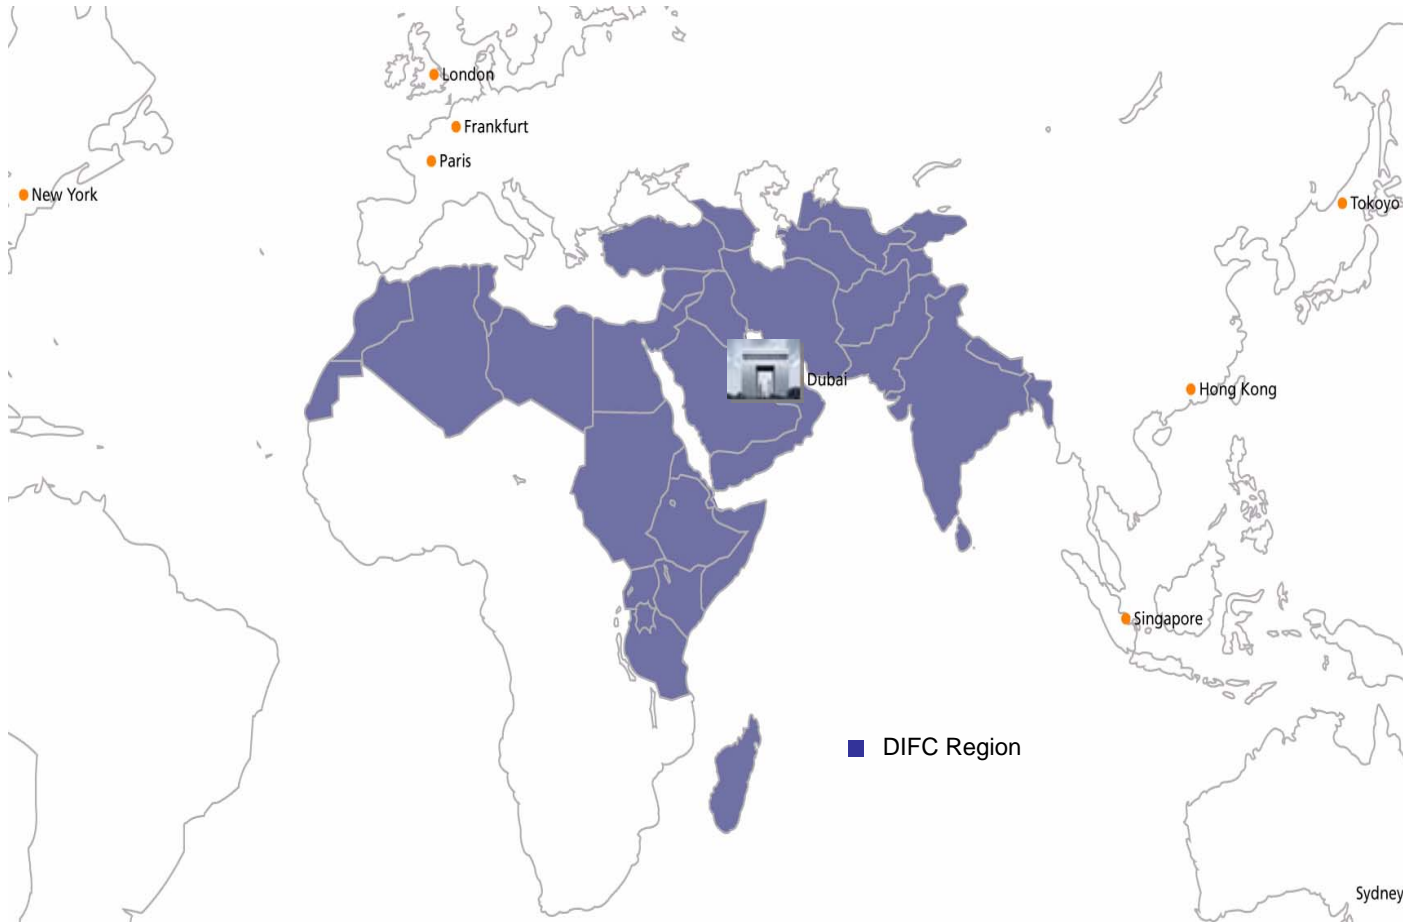 London
Frankfurt
Paris
New York
Tokoyo
Dubai
Hong Kong
Singapore
DIFC Region
Sydney